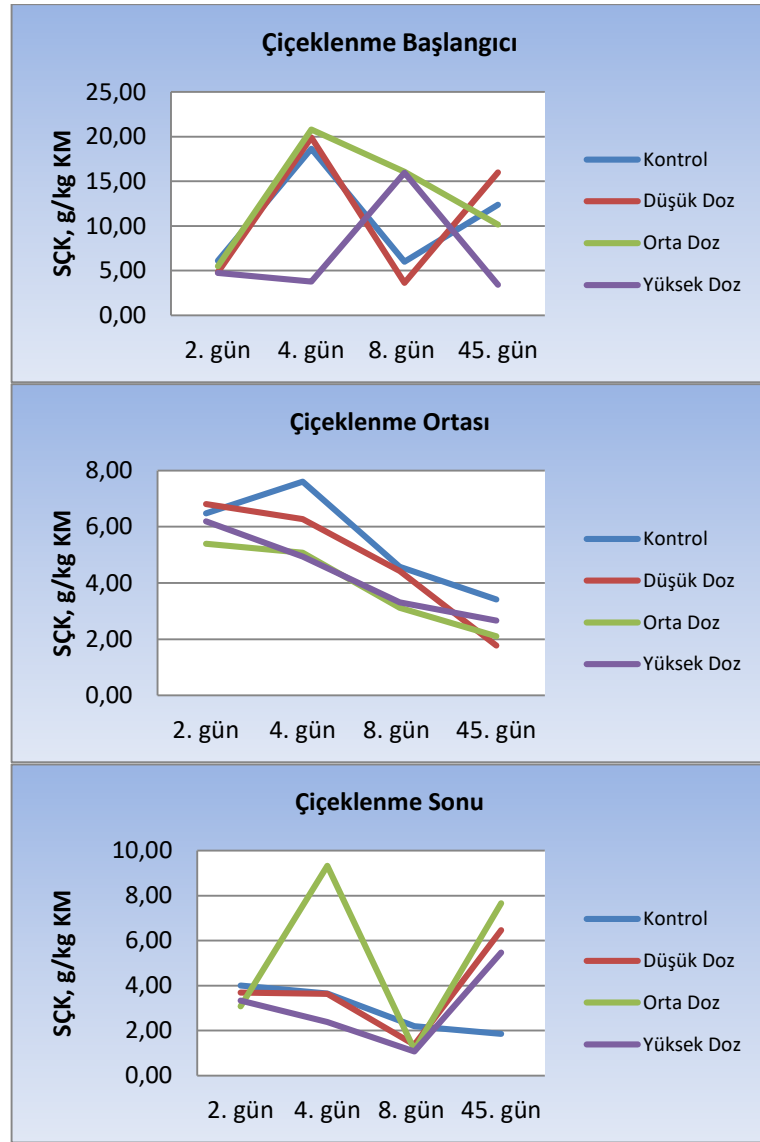 Çiçeklenme Başlangıcı
SÇK, g/kg KM
25,00
20,00
15,00
10,00
5,00
0,00
2. gün 4. gün 8. gün 45. gün
Kontrol
Düşük Doz
Orta Doz
Yüksek Doz
Çiçeklenme Ortası
SÇK, g/kg KM
8,00
6,00
4,00
2,00
0,00
2. gün 4. gün 8. gün 45. gün
Kontrol
Düşük Doz
Orta Doz
Yüksek Doz
Çiçeklenme Sonu
SÇK, g/kg KM
10,00
8,00
6,00
4,00
2,00
0,00
2. gün 4. gün 8. gün 45. gün
Kontrol
Düşük Doz
Orta Doz
Yüksek Doz